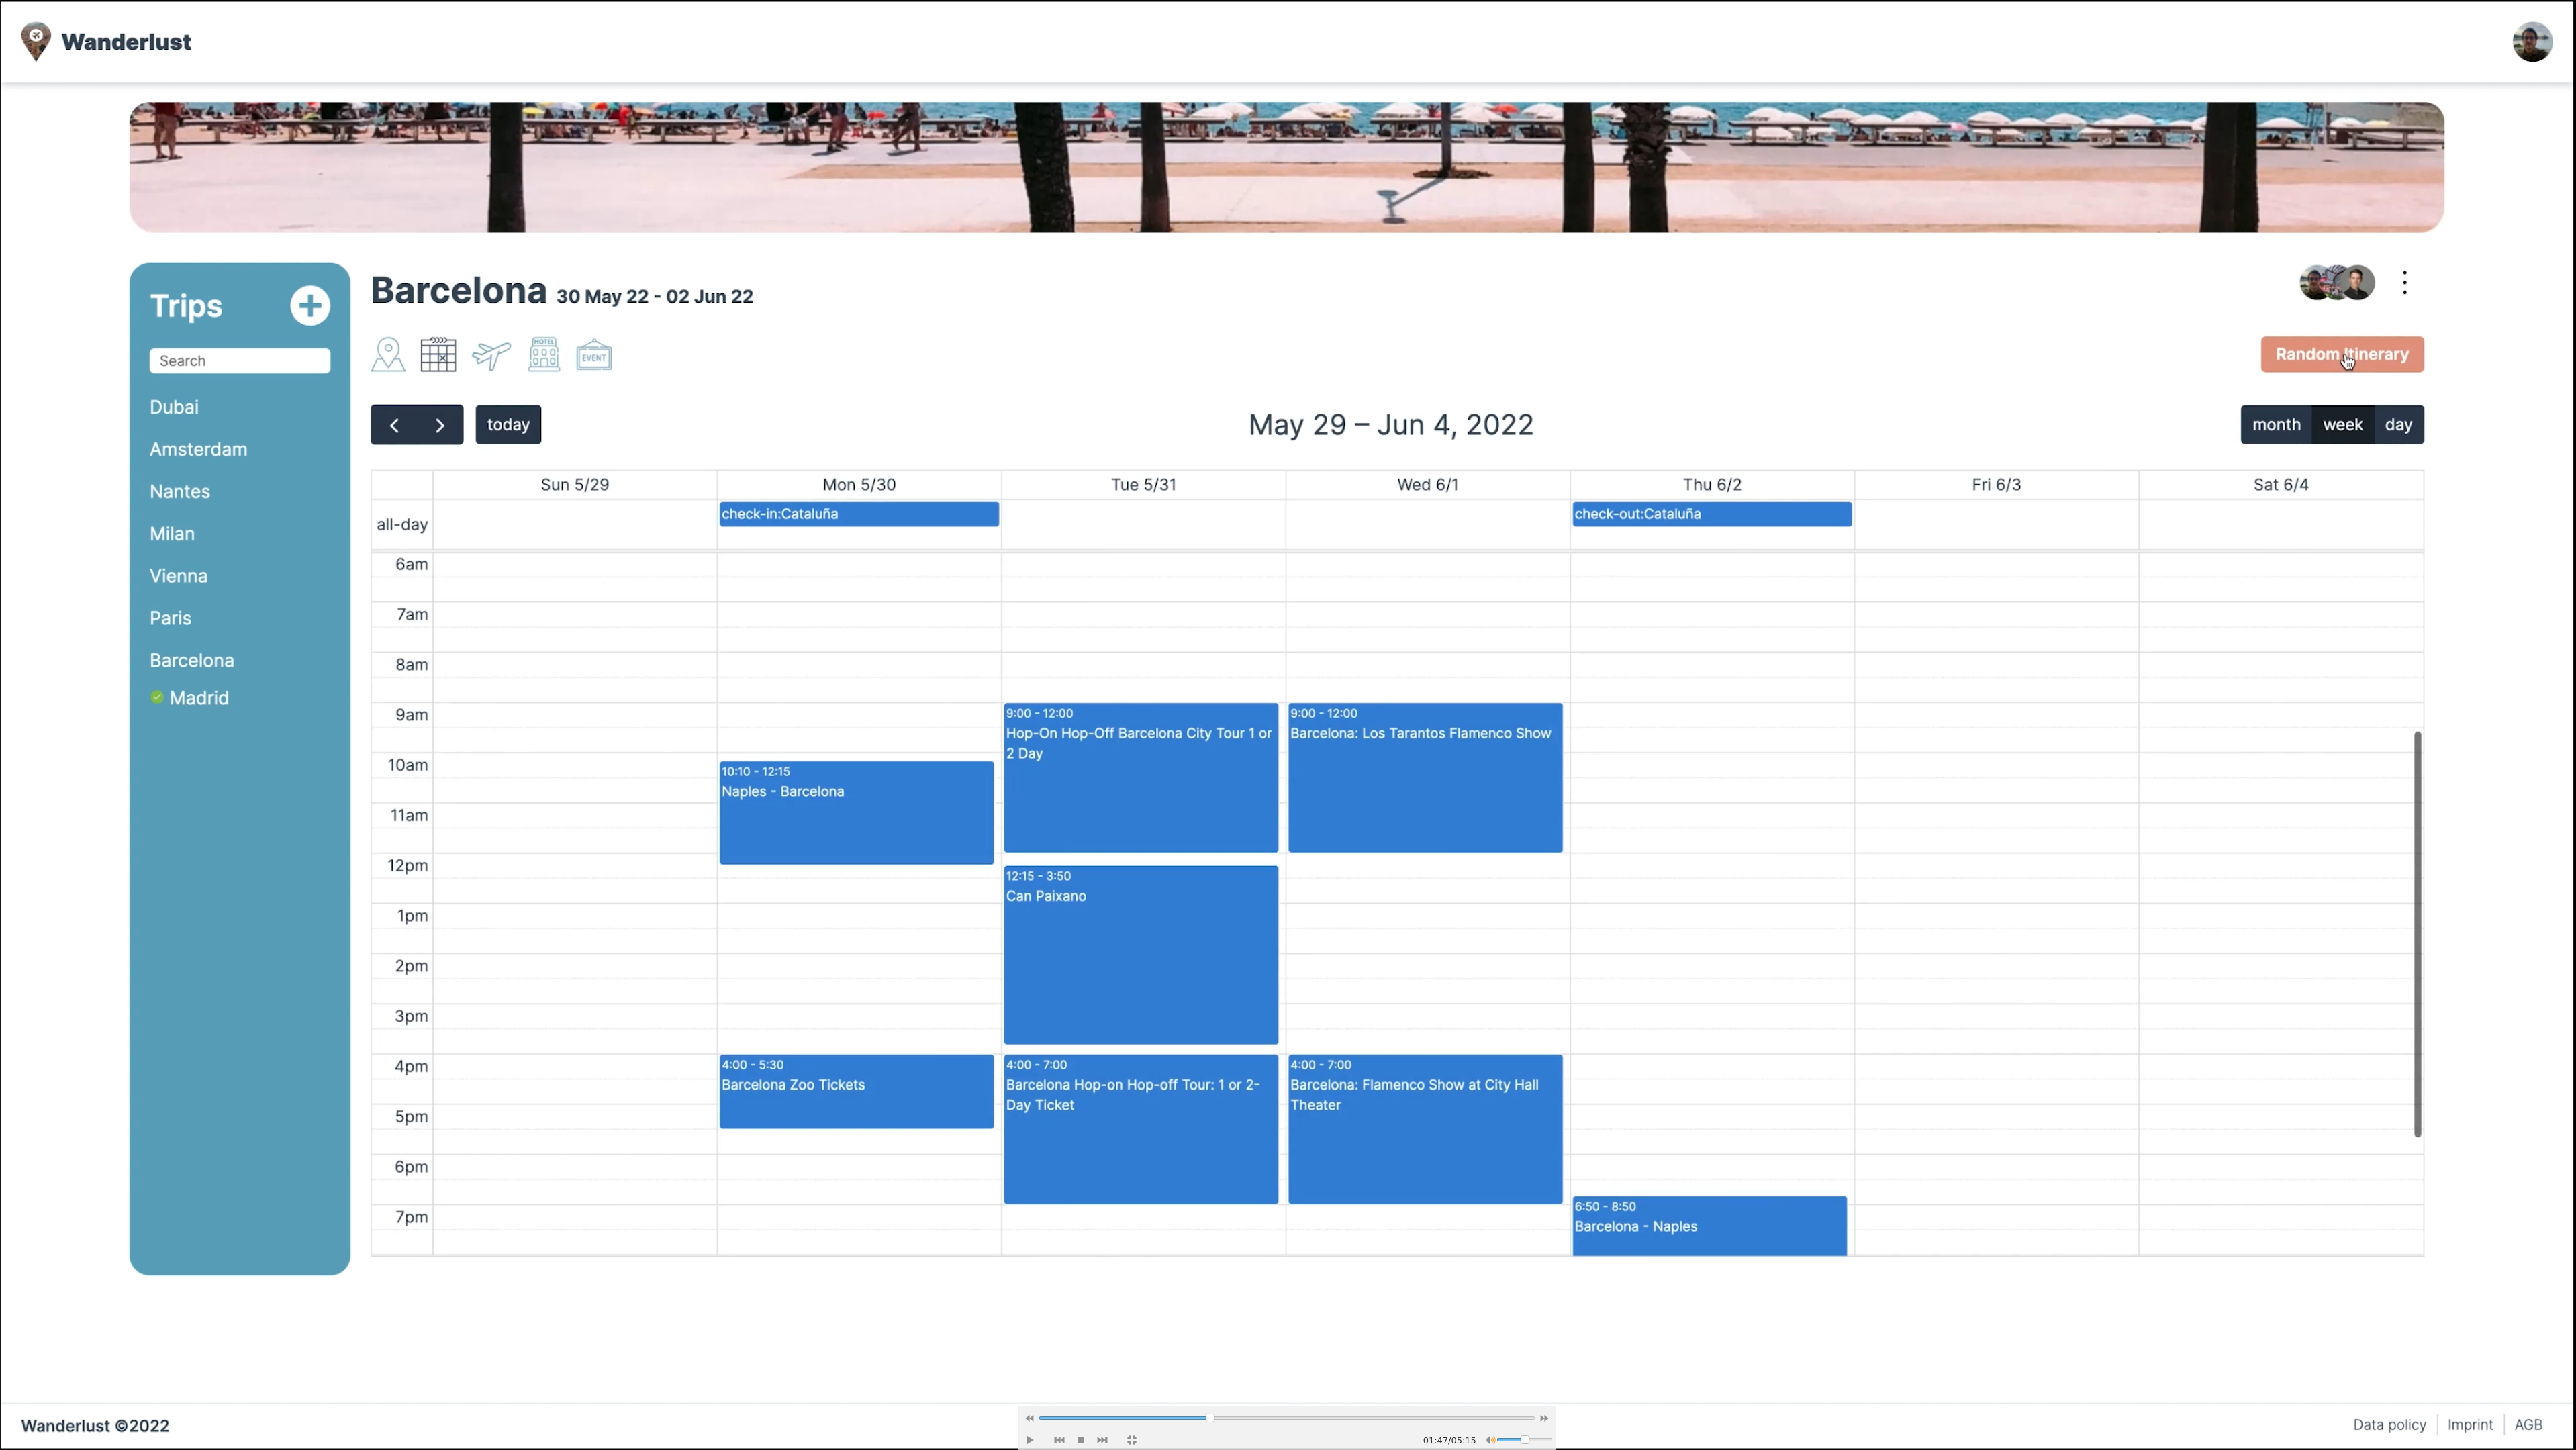 Wanderlust
Barcelona 30 May 22 - 02 Jun 22
Trips
Search
Dubai
Amsterdam
Nantes
Milan
Vienna
Paris
Barcelona
Madrid
HOTEL
EVENT
Random Itinerary
today
May 29 – Jun 4, 2022
month week day
Sun 5/29 Mon 5/30 Tue 5/31 Wed 6/1 Thu 6/2 Fri 6/3 Sat 6/4
all-day
check-in:Cataluña
check-out:Cataluña
6am
7am
8am
9am
10am
11am
12pm
1pm
2pm
3pm
4pm
5pm
6pm
7pm
10:10 - 12:15
Naples - Barcelona
4:00 - 5:30
Barcelona Zoo Tickets
9:00 - 12:00
Hop-On Hop-Off Barcelona City Tour 1 or
2 Day
12:15 - 3:50
Can Paixano
4:00 - 7:00
Barcelona Hop-on Hop-off Tour: 1 or 2-
Day Ticket
9:00 - 12:00
Barcelona: Los Tarantos Flamenco Show
4:00 - 7:00
Barcelona: Flamenco Show at City Hall
Theater
6:50 - 8:50
Barcelona - Naples
Wanderlust ©2022
01:47/05:15
Data policy Imprint AGB